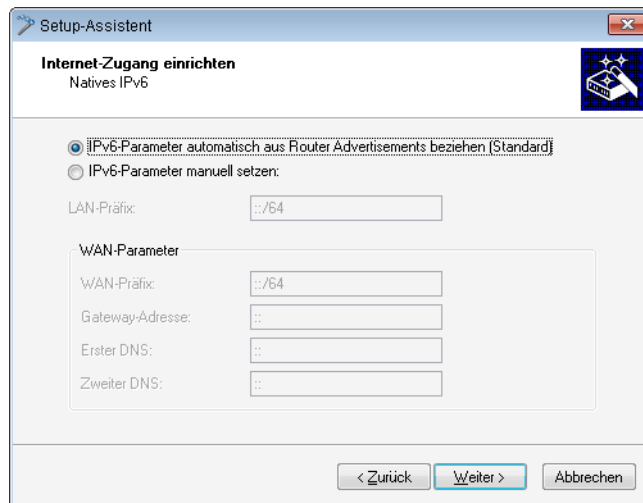 Setup-Assistent
Internet-Zugang einrichten
Natives IPv6
IPv6-Parameter automatisch aus Router Advertisements beziehen (Standard)
IPv6-Parameter manuell setzen:
LAN-Präfix: ::/64
WAN-Parameter
WAN-Präfix: ::/64
Gateway-Adresse: ::
Erster DNS: ::
Zweiter DNS: ::
< Zurück Weiter > Abbrechen